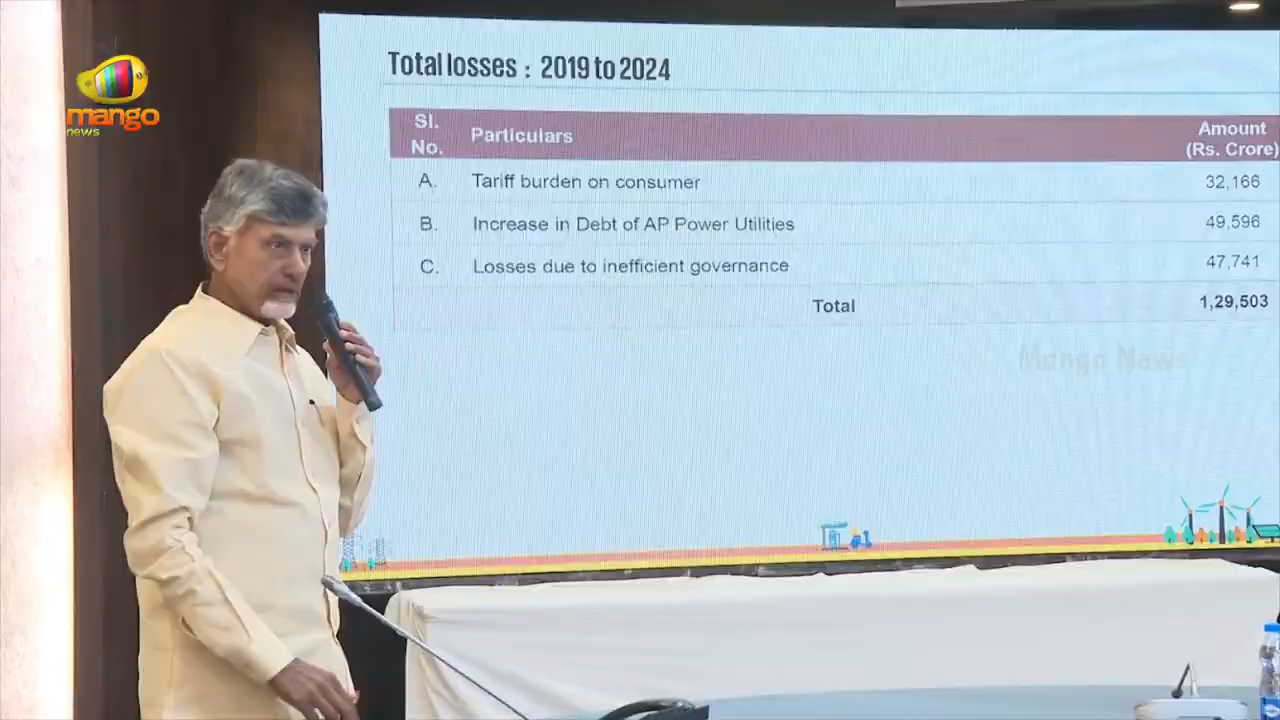 mango
news
Total losses : 2019 to 2024
Sl. No. Particulars Amount (Rs. Crore)
A. Tariff burden on consumer 32,166
B. Increase in Debt of AP Power Utilities 49,596
C. Losses due to inefficient governance 47,741
Total 1,29,503
Mango News